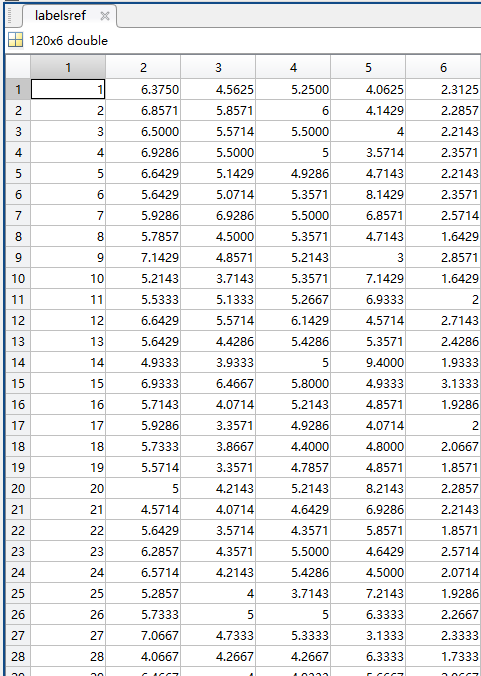 labelsref
120x6 double
1 2 3 4 5 6
1 1 6.3750 4.5625 5.2500 4.0625 2.3125
2 2 6.8571 5.8571 6 4.1429 2.2857
3 3 6.5000 5.5714 5.5000 4 2.2143
4 4 6.9286 5.5000 5 3.5714 2.3571
5 5 6.6429 5.1429 4.9286 4.7143 2.2143
6 6 5.6429 5.0714 5.3571 8.1429 2.3571
7 7 5.9286 6.9286 5.5000 6.8571 2.5714
8 8 5.7857 4.5000 5.3571 4.7143 1.6429
9 9 7.1429 4.8571 5.2143 3 2.8571
10 10 5.2143 3.7143 5.3571 7.1429 1.6429
11 11 5.5333 5.1333 5.2667 6.9333 2
12 12 6.6429 5.5714 6.1429 4.5714 2.7143
13 13 5.6429 4.4286 5.4286 5.3571 2.4286
14 14 4.9333 3.9333 5 9.4000 1.9333
15 15 6.9333 6.4667 5.8000 4.9333 3.1333
16 16 5.7143 4.0714 5.2143 4.8571 1.9286
17 17 5.9286 3.3571 4.9286 4.0714 2
18 18 5.7333 3.8667 4.4000 4.8000 2.0667
19 19 5.5714 3.3571 4.7857 4.8571 1.8571
20 20 5 4.2143 5.2143 8.2143 2.2857
21 21 4.5714 4.0714 4.6429 6.9286 2.2143
22 22 5.6429 3.5714 4.3571 5.8571 1.8571
23 23 6.2857 4.3571 5.5000 4.6429 2.5714
24 24 6.5714 4.2143 5.4286 4.5000 2.0714
25 25 5.2857 4 3.7143 7.2143 1.9286
26 26 5.7333 5 5 6.3333 2.2667
27 27 7.0667 4.7333 5.3333 3.1333 2.3333
28 28 4.0667 4.2667 4.2667 6.3333 1.7333